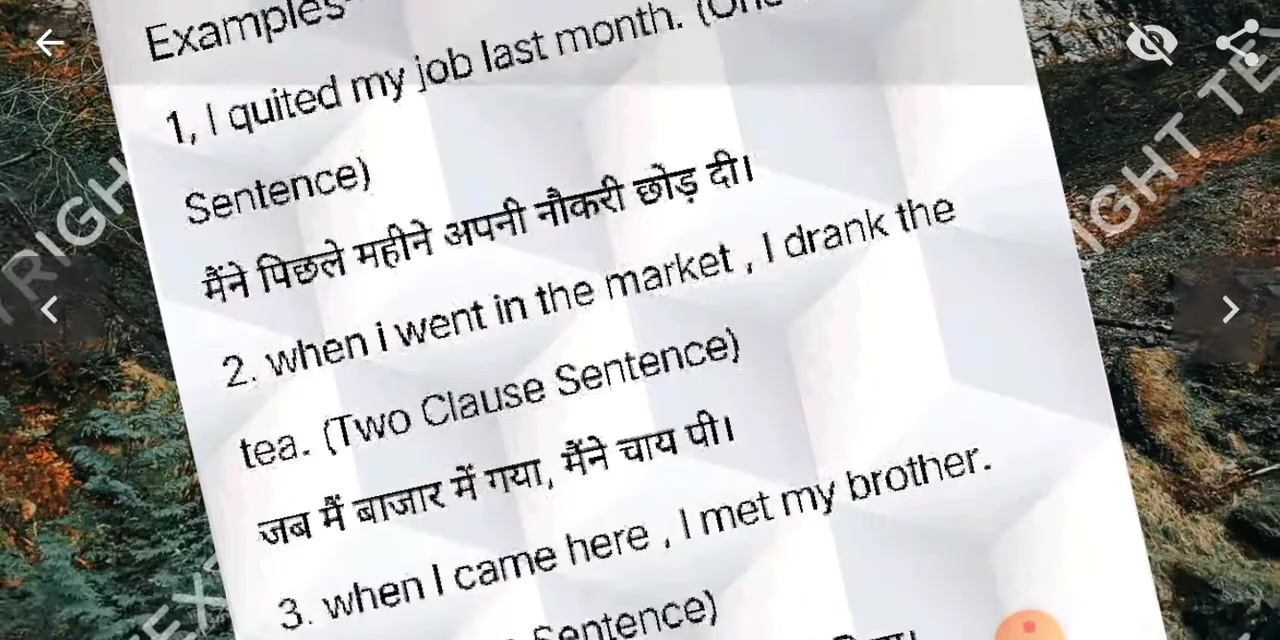 Examples
1, I quited my job last month. (One
Sentence)
मैंने पिछले महीने अपनी नौकरी छोड़ दी।
2. when i went in the market , I drank the
tea. (Two Clause Sentence)
जब मैं बाजार में गया, मैंने चाय पी।
3. when I came here , I met my brother.
Sentence)